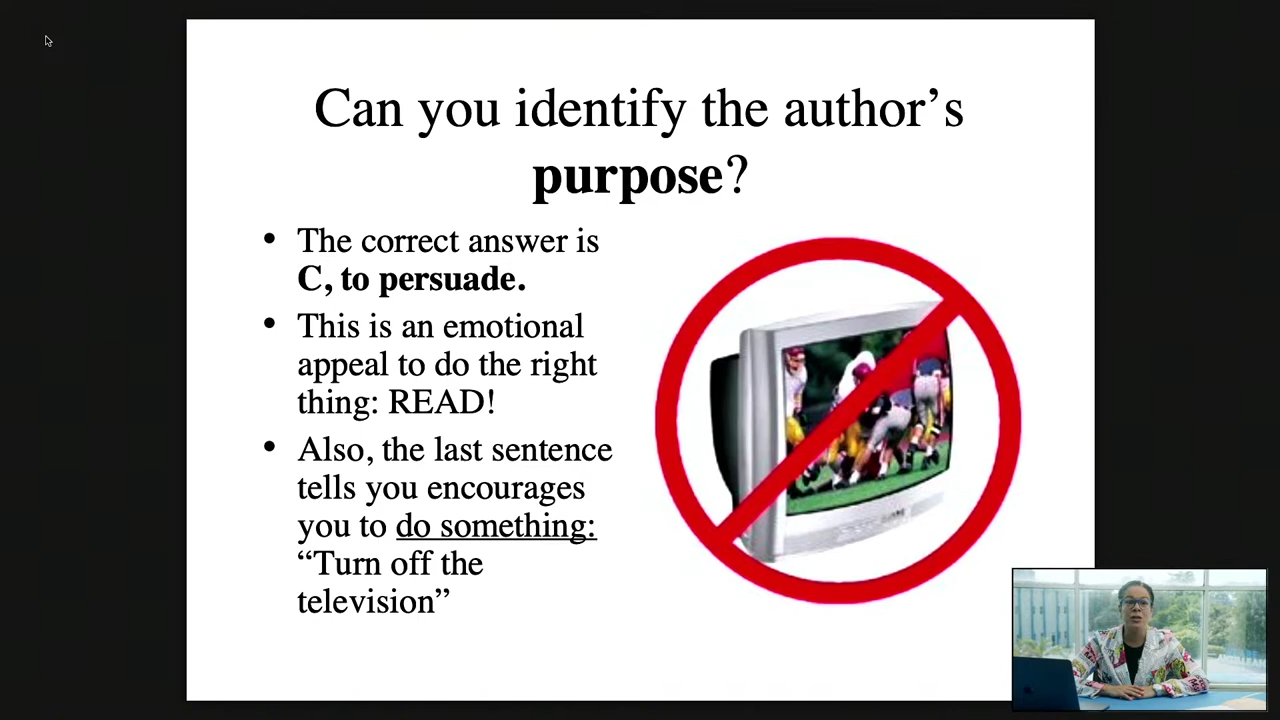 Can you identify the author’s
purpose?
• The correct answer is
C, to persuade.
• This is an emotional
appeal to do the right
thing: READ!
• Also, the last sentence
tells you encourages
you to do something:
“Turn off the
television”